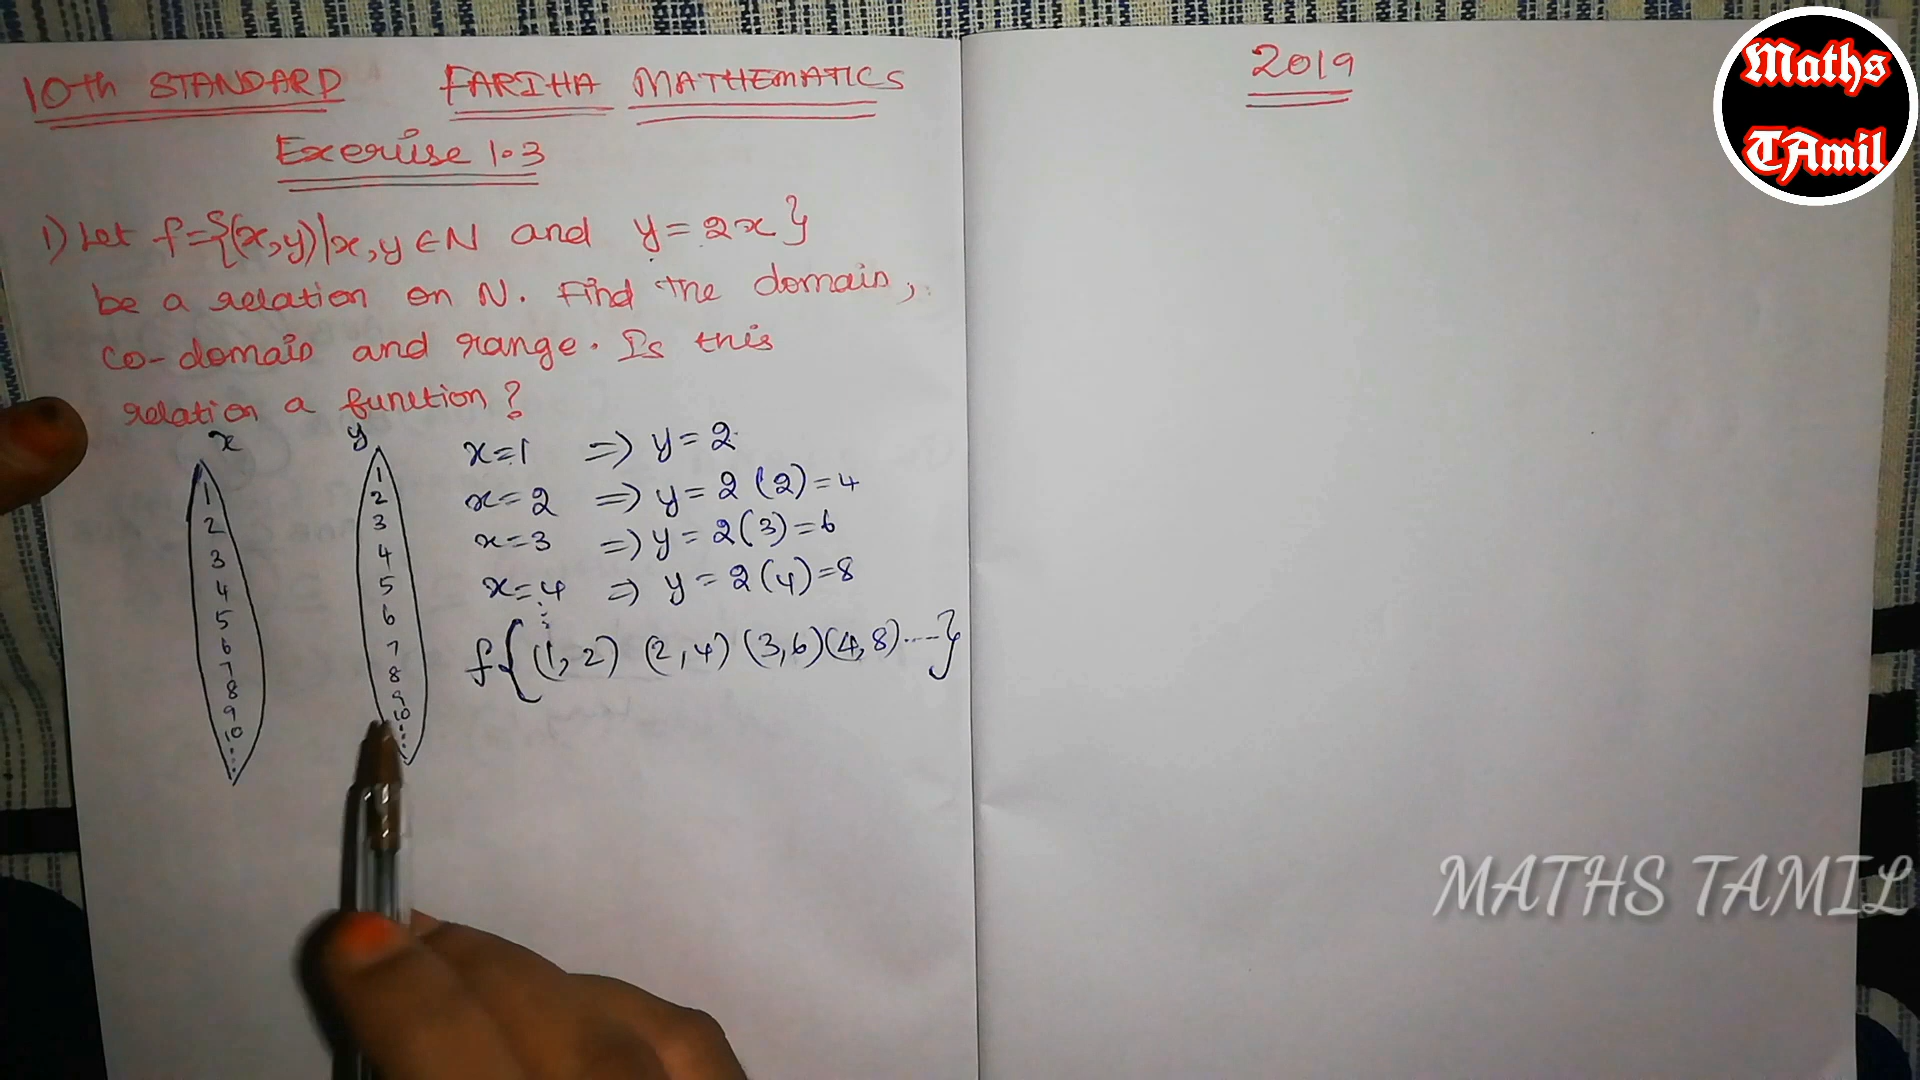 10th STANDARD FARIHA MATHEMATICS
2019
Maths
TAmil
Exercise 1.3
1) Let f={(x,y)|x,y∈N and y=2x}
be a relation on N. Find the domain,
co-domain and range. Is this
relation a function?
x y
1
2
3
4
5
6
7
8
9
10
1
2
3
4
5
6
7
8
9
10
x=1 => y=2
x=2 => y=2(2)=4
x=3 => y=2(3)=6
x=4 => y=2(4)=8
f{(1,2) (2,4) (3,6)(4,8)....}
MATHS TAMIL